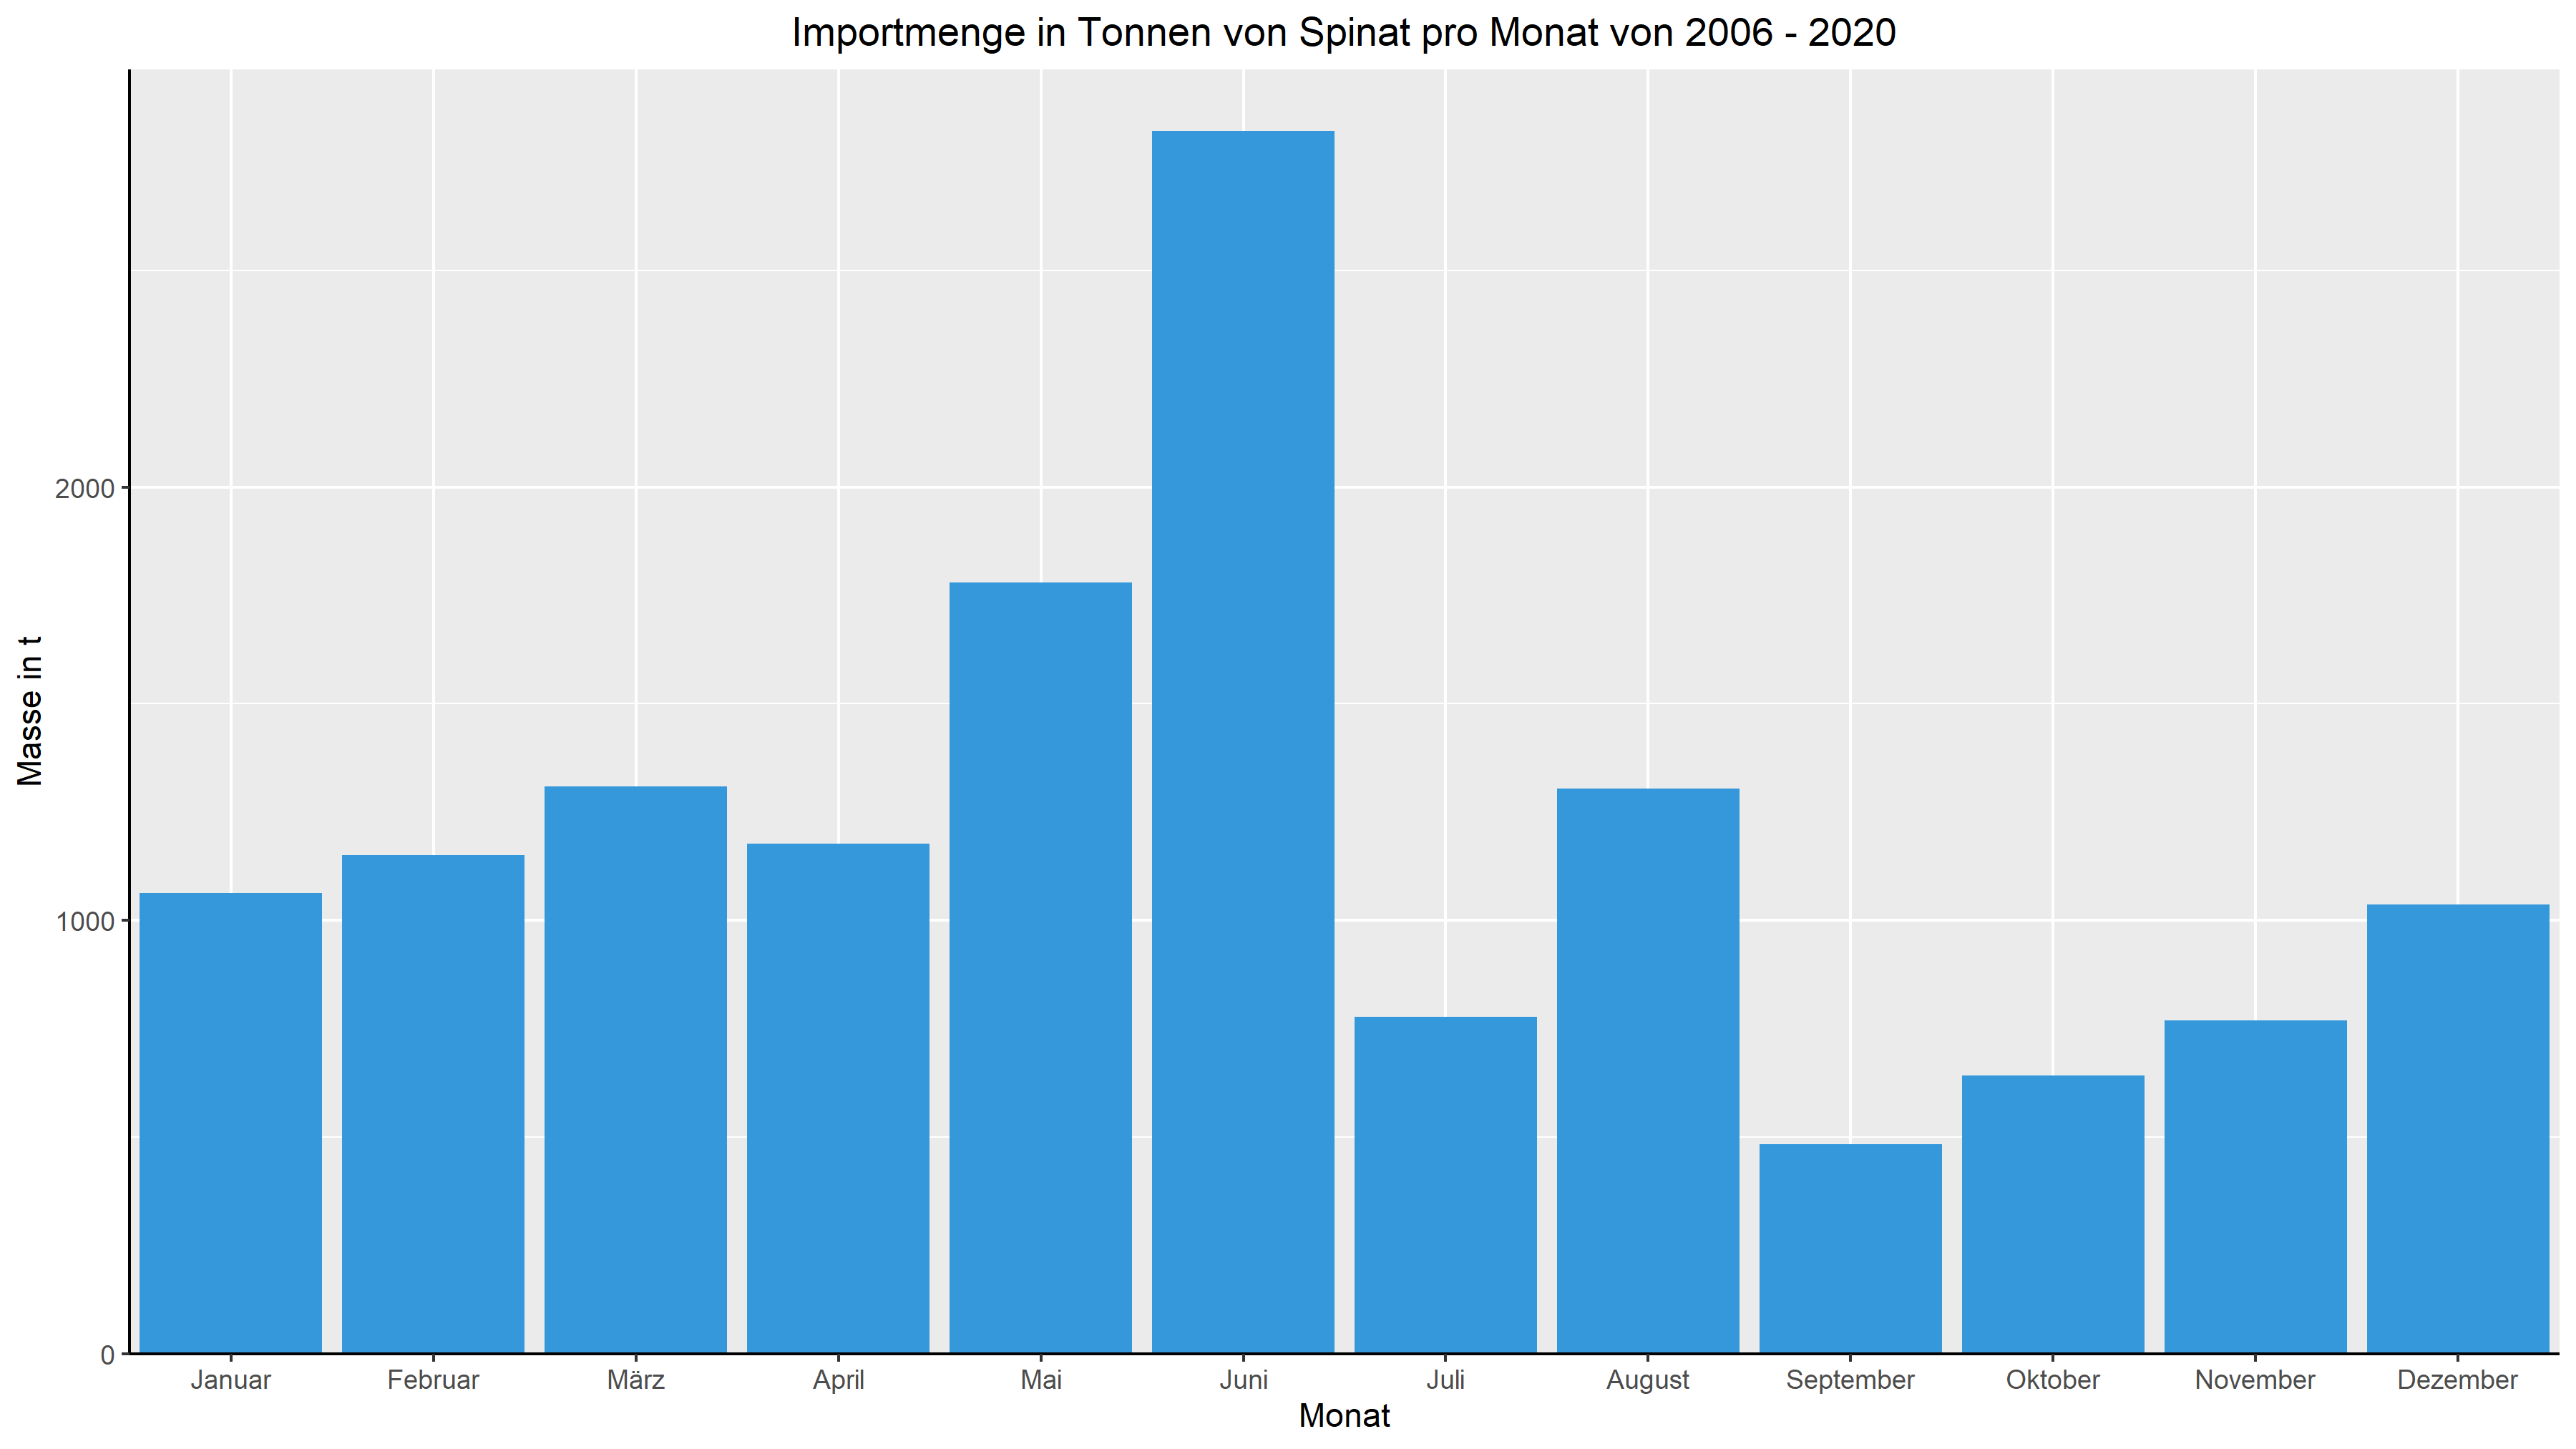 Importmenge in Tonnen von Spinat pro Monat von 2006 - 2020
Masse in t
2000
1000
0
Januar Februar März April Mai Juni Juli August September Oktober November Dezember
Monat